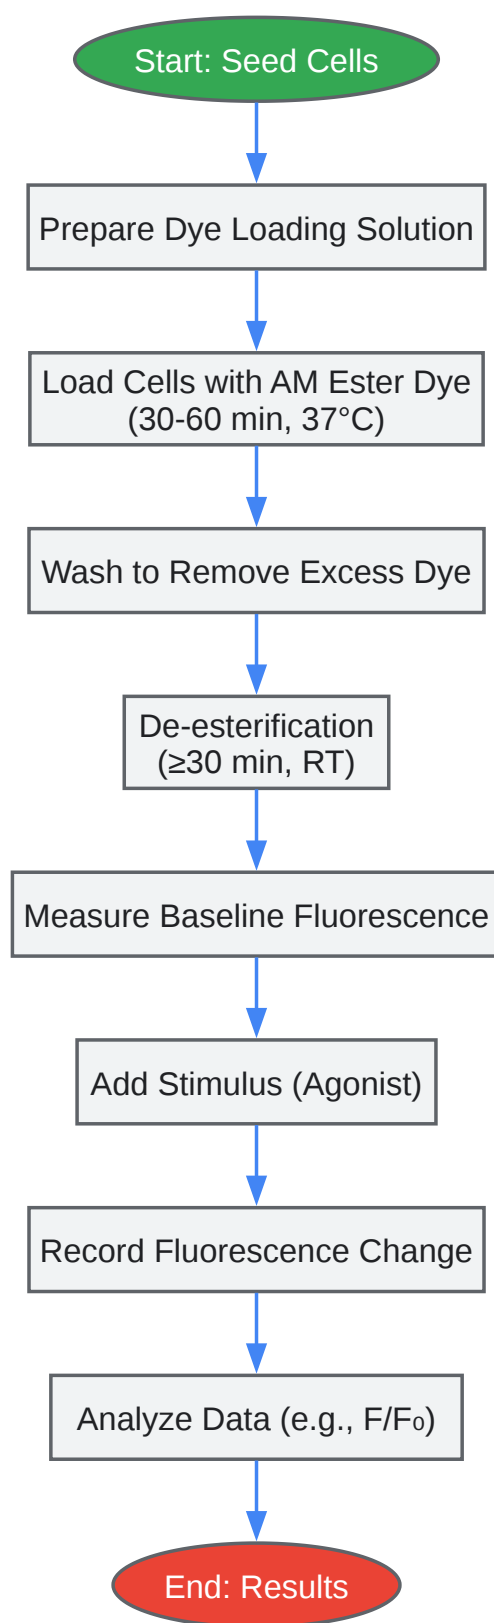 Start: Seed Cells
Prepare Dye Loading Solution
Load Cells with AM Ester Dye
(30-60 min, 37°C)
Wash to Remove Excess Dye
De-esterification
(≥30 min, RT)
Measure Baseline Fluorescence
Add Stimulus (Agonist)
Record Fluorescence Change
Analyze Data (e.g., F/F₀)
End: Results